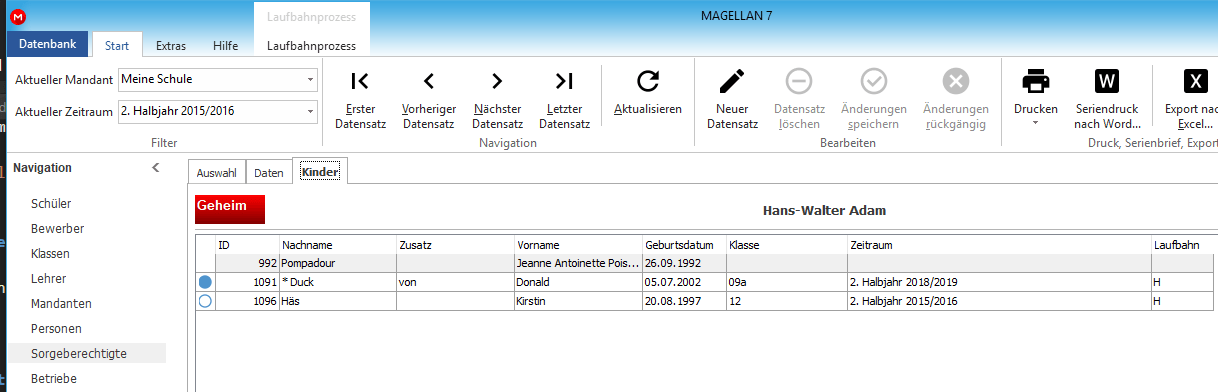 M
MAGELLAN 7
Laufbahnprozess
Datenbank Start Extras Hilfe Laufbahnprozess
Aktueller Mandant Meine Schule
Aktueller Zeitraum 2. Halbjahr 2015/2016
Filter
Erster Datensatz
Vorheriger Datensatz
Nächster Datensatz
Letzter Datensatz
Aktualisieren
Navigation
Neuer Datensatz
Datensatz löschen
Änderungen speichern
Änderungen rückgängig
Bearbeiten
Drucken
W
Seriendruck nach Word...
X
Export nac Excel...
Druck, Serienbrief, Export
Navigation
Schüler
Bewerber
Klassen
Lehrer
Mandanten
Personen
Sorgeberechtigte
Betriebe
Auswahl Daten Kinder
Geheim
Hans-Walter Adam
ID Nachname Zusatz Vorname Geburtsdatum Klasse Zeitraum Laufbahn
992 Pompadour Jeanne Antoinette Pois... 26.09.1992
1091 * Duck von Donald 05.07.2002 09a 2. Halbjahr 2018/2019 H
1096 Häs Kirstin 20.08.1997 12 2. Halbjahr 2015/2016 H